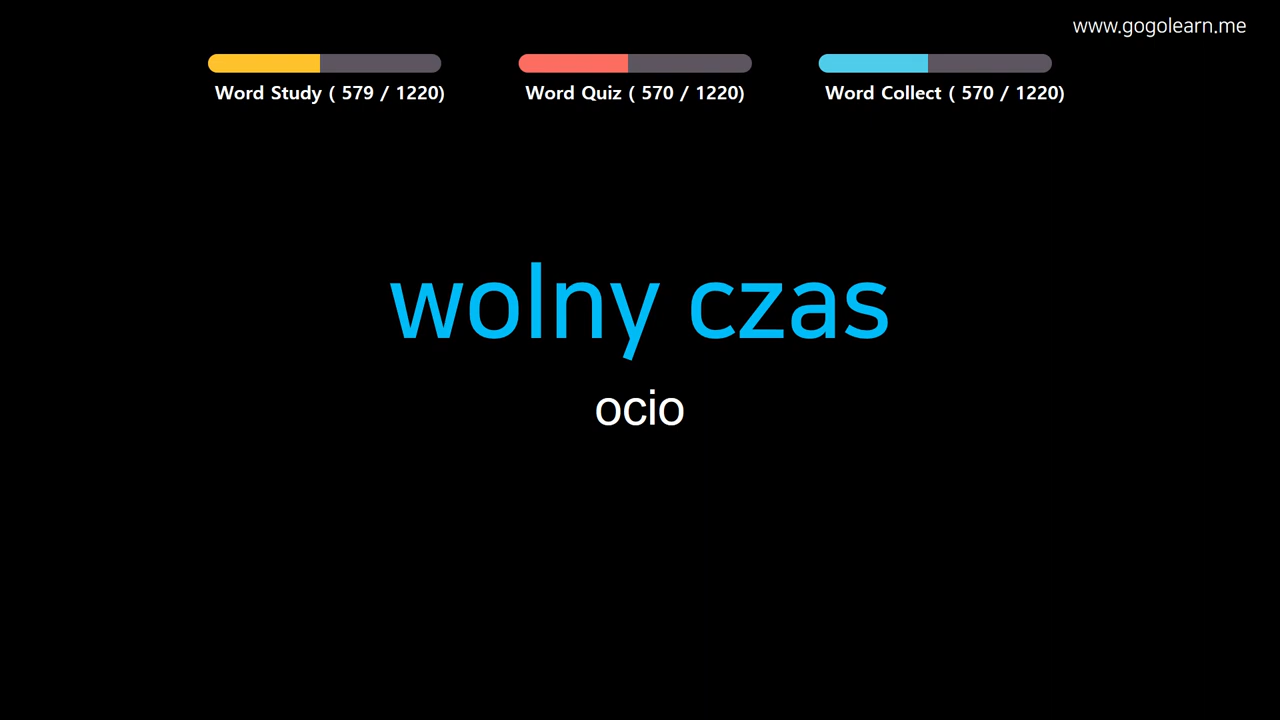 www.gogolearn.me
Word Study ( 579 / 1220)
Word Quiz ( 570 / 1220)
Word Collect ( 570 / 1220)
wolny czas
ocio